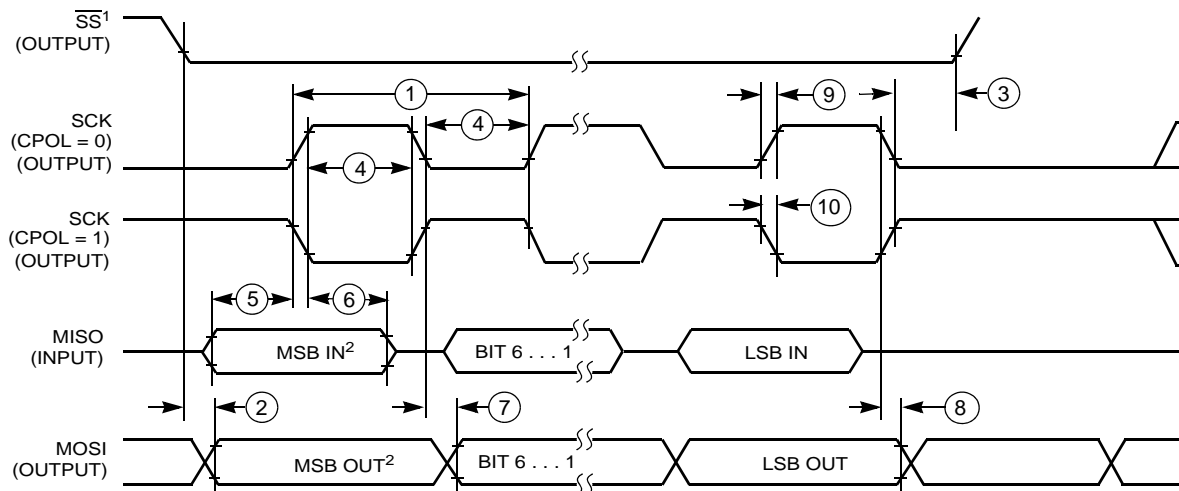 SS¹
(OUTPUT)
1
9
3
SCK
(CPOL = 0)
(OUTPUT)
4
4
SCK
(CPOL = 1)
(OUTPUT)
10
5
6
MISO
(INPUT)
MSB IN²
BIT 6 . . . 1
LSB IN
2
7
8
MOSI
(OUTPUT)
MSB OUT²
BIT 6 . . . 1
LSB OUT